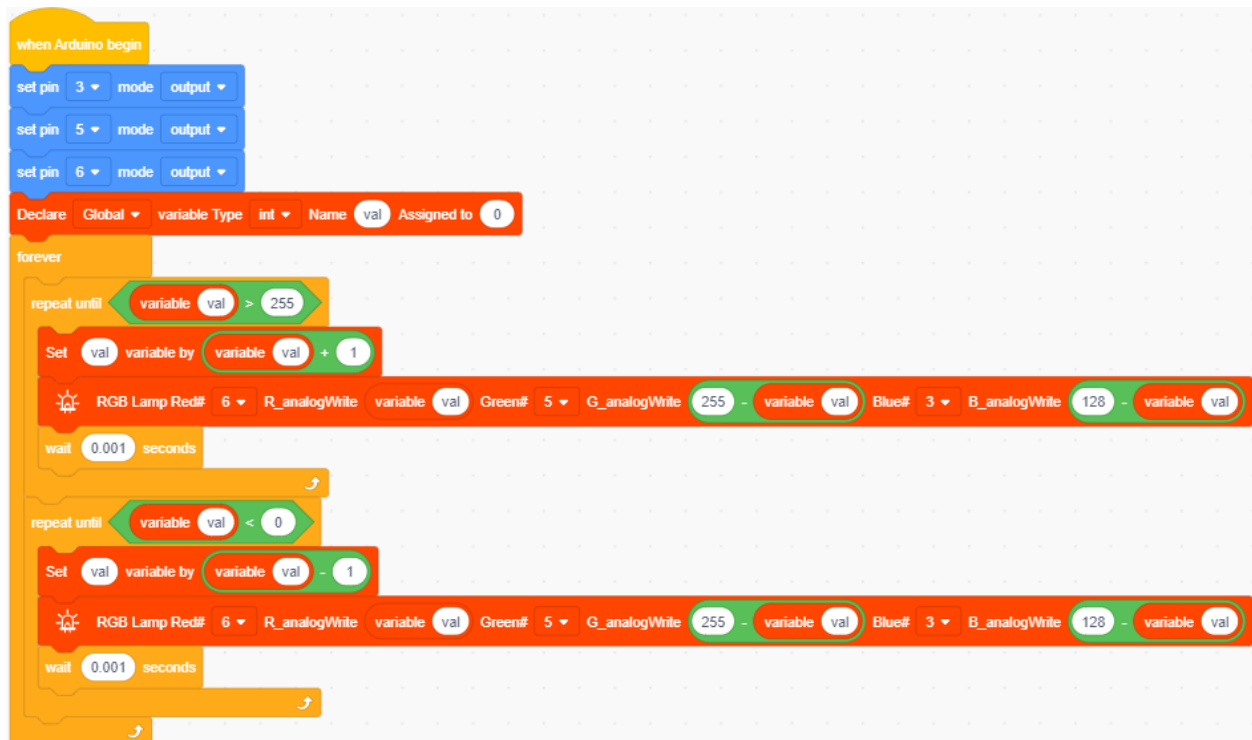 when Arduino begin
set pin 3 mode output
set pin 5 mode output
set pin 6 mode output
Declare Global variable Type int Name val Assigned to 0
forever
repeat until variable val > 255
Set val variable by variable val + 1
RGB Lamp Red# 6 R_analogWrite variable val Green# 5 G_analogWrite 255 - variable val Blue# 3 B_analogWrite 128 - variable val
wait 0.001 seconds
repeat until variable val < 0
Set val variable by variable val - 1
RGB Lamp Red# 6 R_analogWrite variable val Green# 5 G_analogWrite 255 - variable val Blue# 3 B_analogWrite 128 - variable val
wait 0.001 seconds